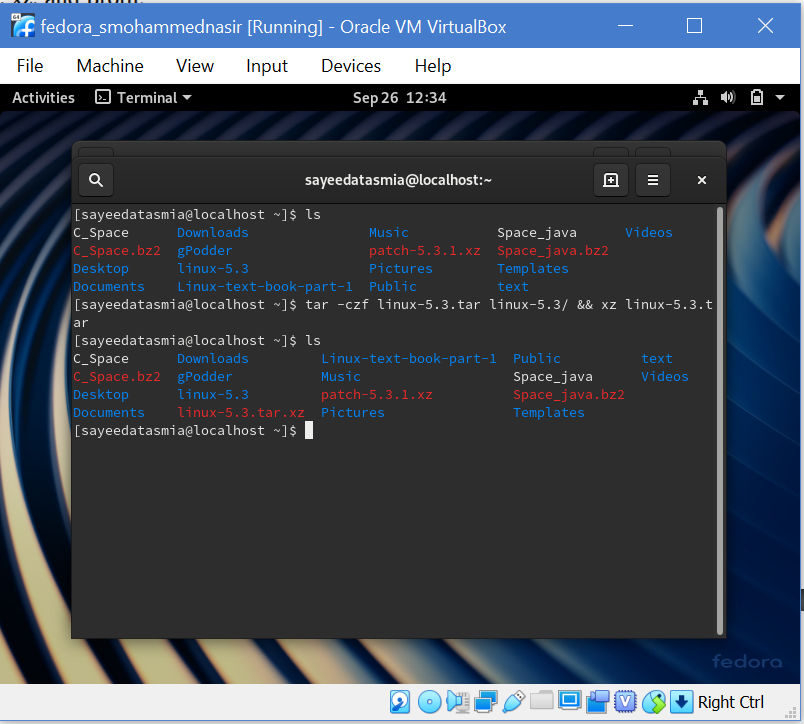 fedora_smohammednasir [Running] - Oracle VM VirtualBox
File Machine View Input Devices Help
Activities Terminal Sep 26 12:34
sayeedatasmia@localhost:~
[sayeedatasmia@localhost ~]$ ls
C_Space Downloads Music Space_java Videos
C_Space.bz2 gPodder patch-5.3.1.xz Space_java.bz2
Desktop linux-5.3 Pictures Templates
Documents Linux-text-book-part-1 Public text
[sayeedatasmia@localhost ~]$ tar -czf linux-5.3.tar linux-5.3/ && xz linux-5.3.t
ar
[sayeedatasmia@localhost ~]$ ls
C_Space Downloads Linux-text-book-part-1 Public text
C_Space.bz2 gPodder Music Space_java Videos
Desktop linux-5.3 patch-5.3.1.xz Space_java.bz2
Documents linux-5.3.tar.xz Pictures Templates
[sayeedatasmia@localhost ~]$
fedora
Right Ctrl